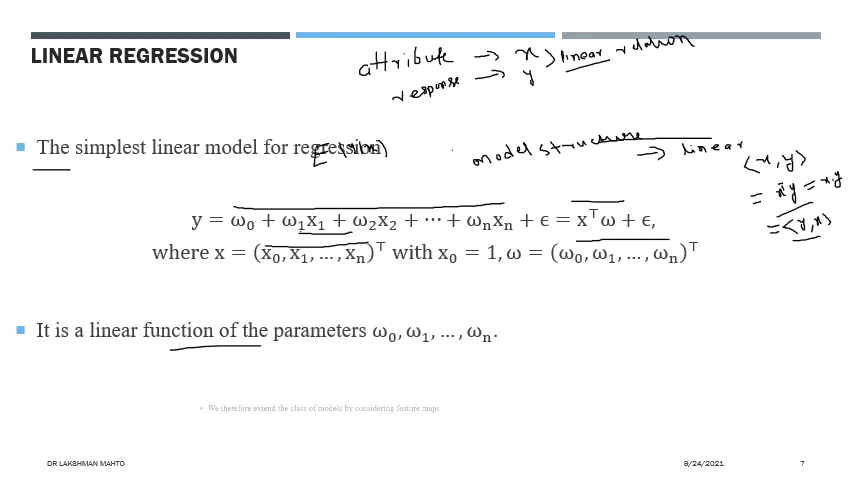 LINEAR REGRESSION
attribute → x > linear relation
response → y
The simplest linear model for regression
model structure → linear
<x, y>
= x̄ y = x.y
= <y, x>
y = ω₀ + ω₁x₁ + ω₂x₂ + ⋯ + ωₙxₙ + ϵ = x⊤ω + ϵ,
where x = (x₀, x₁, … , xₙ)⊤ with x₀ = 1, ω = (ω₀, ω₁, … , ωₙ)⊤
It is a linear function of the parameters ω₀, ω₁, … , ωₙ.
We therefore extend the class of models by considering feature maps
DR LAKSHMAN MAHTO 9/24/2021 7